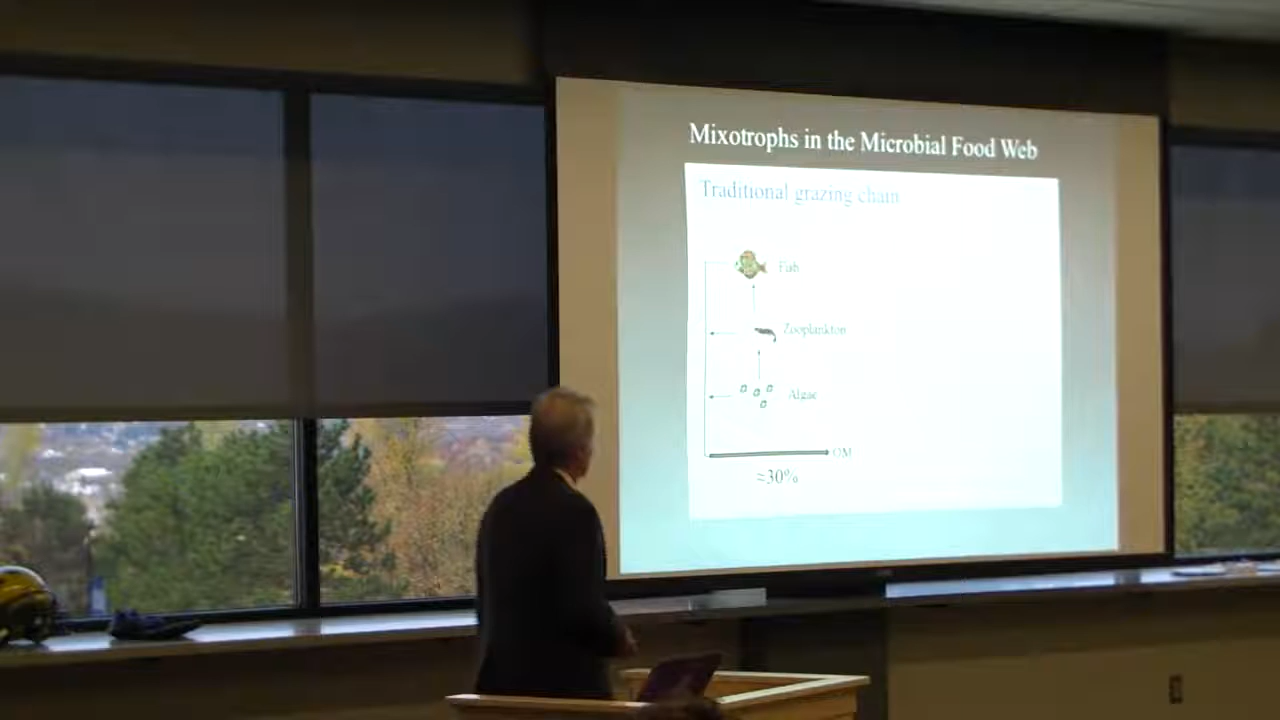 Mixotrophs in the Microbial Food Web
Traditional grazing chain
Fish
Zooplankton
Algae
OM
≈30%